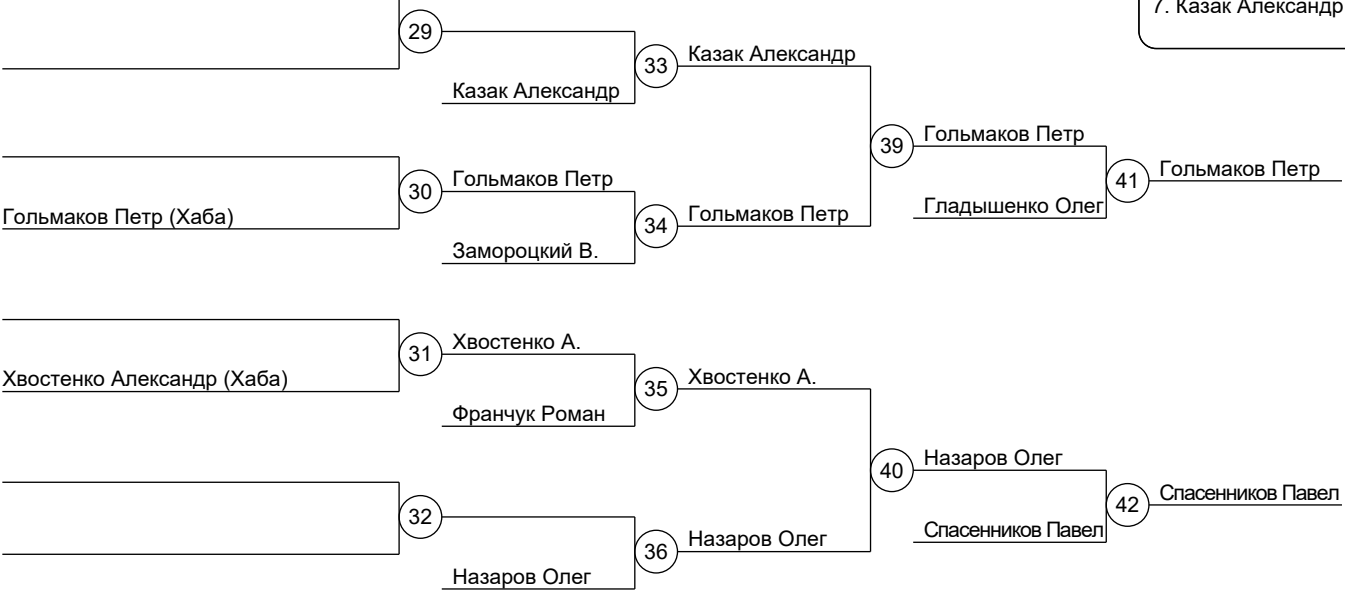 7. Казак Александр
29
33
Казак Александр
Казак Александр
39
Гольмаков Петр
41
Гольмаков Петр
30
Гольмаков Петр
Гладышенко Олег
Гольмаков Петр (Хаба)
34
Гольмаков Петр
Замороцкий В.
31
Хвостенко А.
Хвостенко Александр (Хаба)
35
Хвостенко А.
Франчук Роман
40
Назаров Олег
42
Спасенников Павел
32
Спасенников Павел
36
Назаров Олег
Назаров Олег